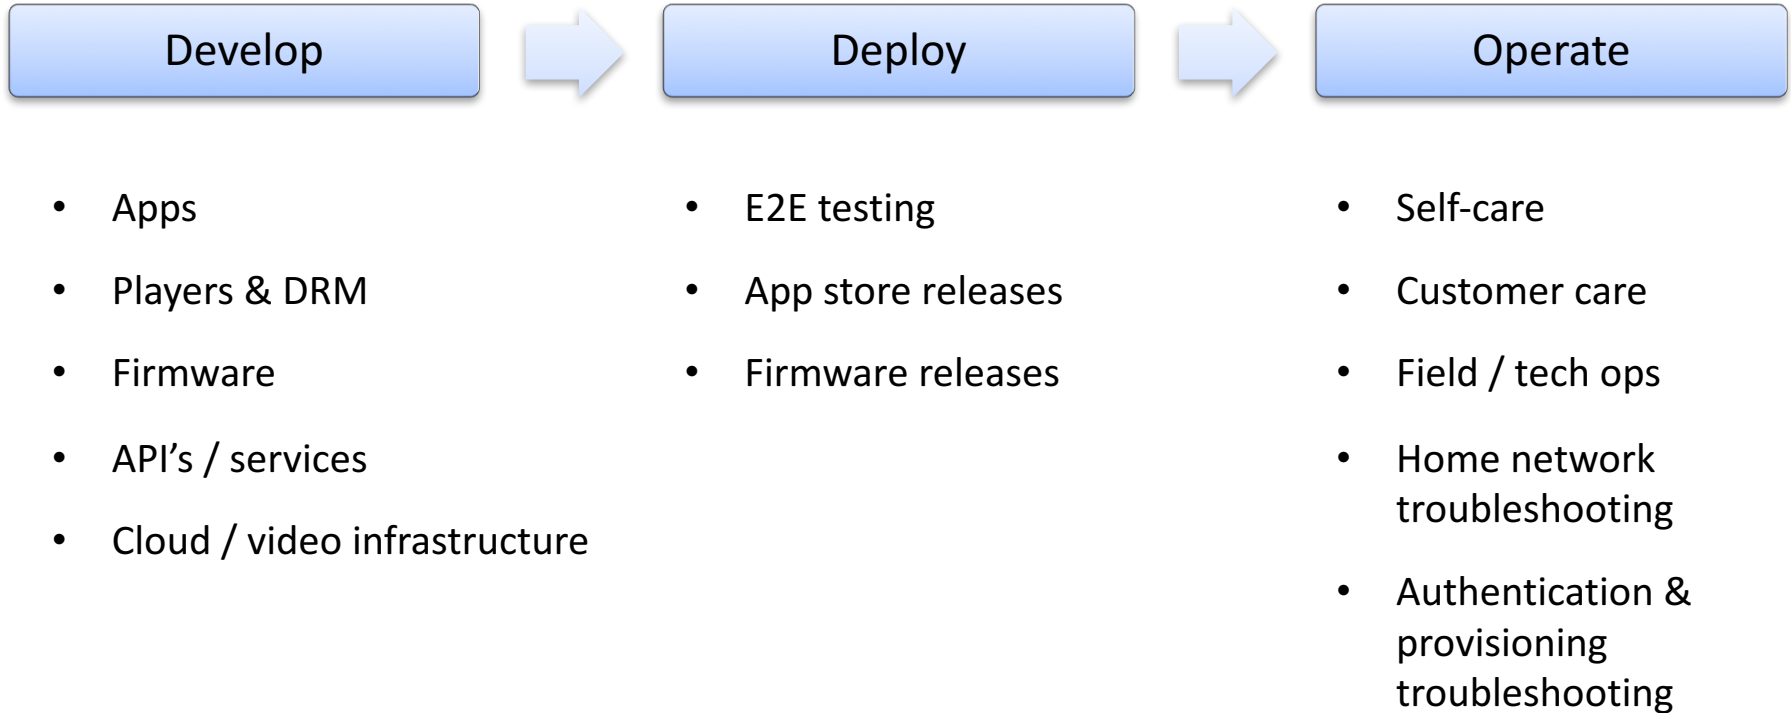 Develop
Deploy
Operate
• Apps
• Players & DRM
• Firmware
• API’s / services
• Cloud / video infrastructure
• E2E testing
• App store releases
• Firmware releases
• Self-care
• Customer care
• Field / tech ops
• Home network
troubleshooting
• Authentication &
provisioning
troubleshooting